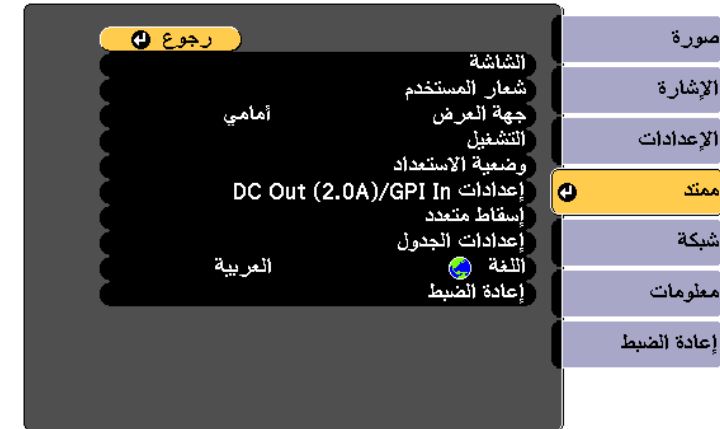 صورة
الإشارة
الإعدادات
ممتد
شبكة
معلومات
إعادة الضبط
رجوع
الشاشة
شعار المستخدم
جهة العرض أمامي
التشغيل
وضعية الاستعداد
إعدادات DC Out (2.0A)/GPI In
إسقاط متعدد
إعدادات الجدول
اللغة العربية
إعادة الضبط